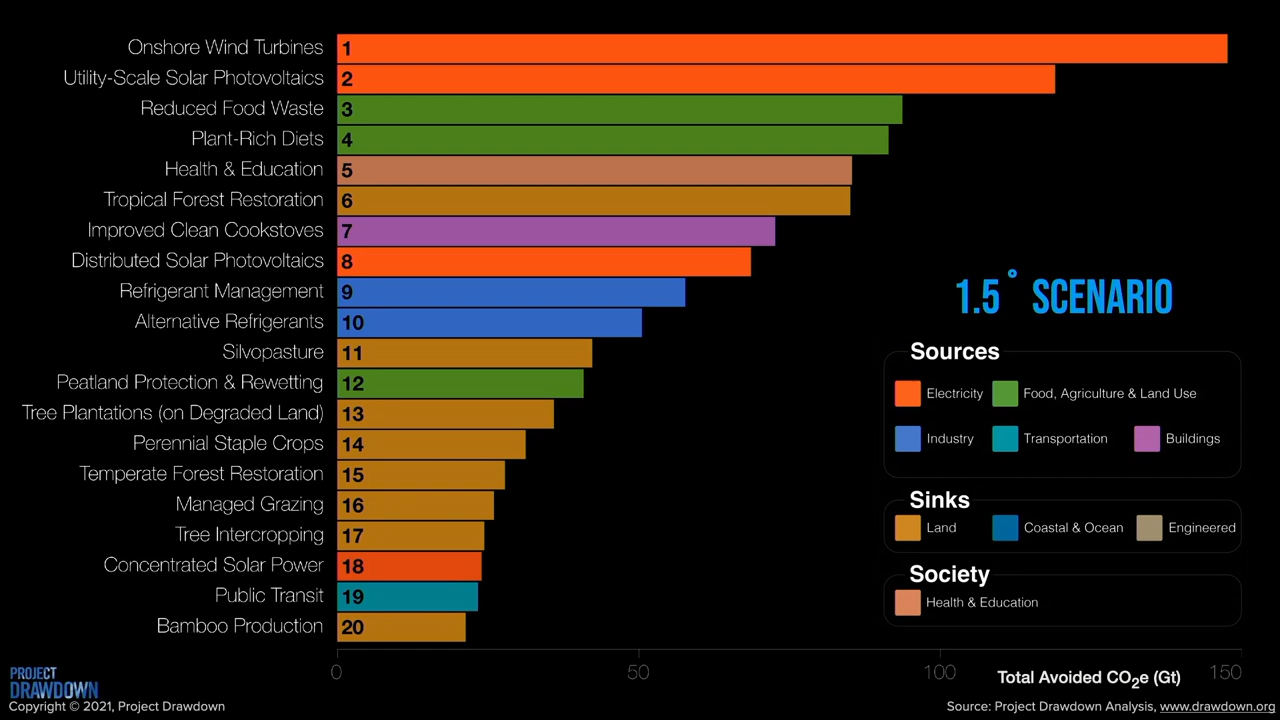 Onshore Wind Turbines 1
Utility-Scale Solar Photovoltaics 2
Reduced Food Waste 3
Plant-Rich Diets 4
Health & Education 5
Tropical Forest Restoration 6
Improved Clean Cookstoves 7
Distributed Solar Photovoltaics 8
Refrigerant Management 9
Alternative Refrigerants 10
Silvopasture 11
Peatland Protection & Rewetting 12
Tree Plantations (on Degraded Land) 13
Perennial Staple Crops 14
Temperate Forest Restoration 15
Managed Grazing 16
Tree Intercropping 17
Concentrated Solar Power 18
Public Transit 19
Bamboo Production 20
0 50 100 150
Total Avoided CO₂e (Gt)
1.5° SCENARIO
Sources
Electricity Food, Agriculture & Land Use
Industry Transportation Buildings
Sinks
Land Coastal & Ocean Engineered
Society
Health & Education
PROJECT
DRAWDOWN
Copyright © 2021, Project Drawdown
Source: Project Drawdown Analysis, www.drawdown.org